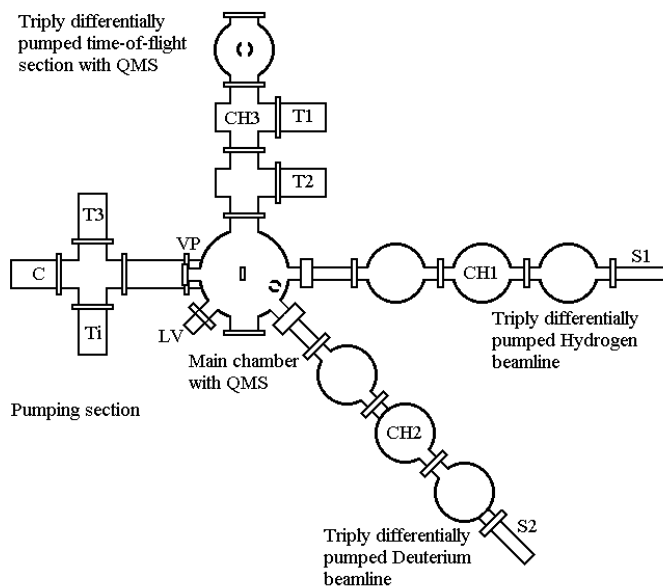 Triply differentially
pumped time-of-flight
section with QMS
CH3
T1
T2
T3
VP
C
Ti
LV
CH1
S1
Triply differentially
pumped Hydrogen
beamline
Main chamber
with QMS
Pumping section
CH2
S2
Triply differentially
pumped Deuterium
beamline